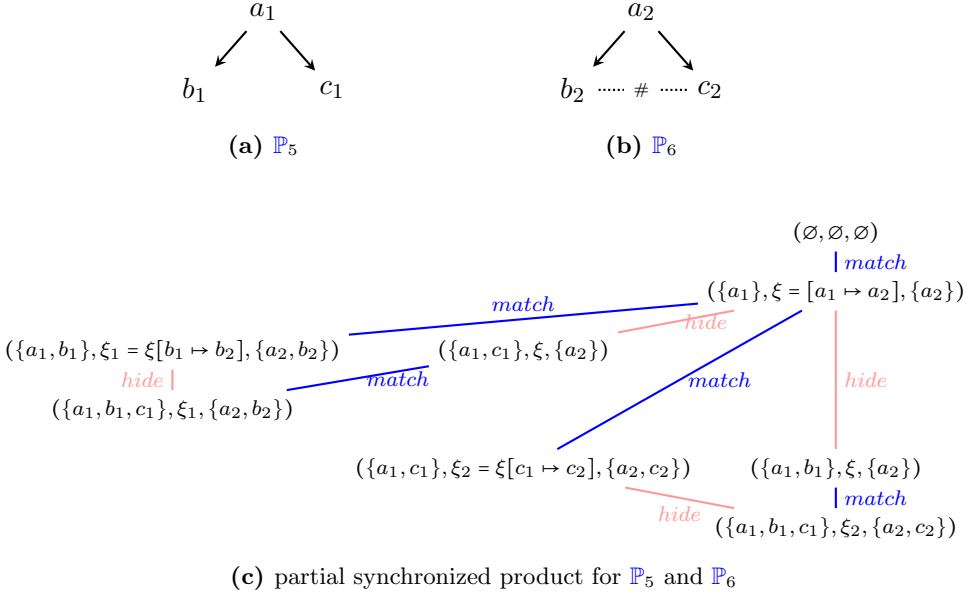 a₁ a₂
b₁ c₁ b₂ # c₂
(a) ℙ₅ (b) ℙ₆
(∅, ∅, ∅)
match
({a₁}, ξ = [a₁ ↦ a₂], {a₂})
match
hide
({a₁, b₁}, ξ₁ = ξ[b₁ ↦ b₂], {a₂, b₂}) ({a₁, c₁}, ξ, {a₂})
hide match match hide
({a₁, b₁, c₁}, ξ₁, {a₂, b₂})
({a₁, c₁}, ξ₂ = ξ[c₁ ↦ c₂], {a₂, c₂}) ({a₁, b₁}, ξ, {a₂})
match
hide
({a₁, b₁, c₁}, ξ₂, {a₂, c₂})
(c) partial synchronized product for ℙ₅ and ℙ₆